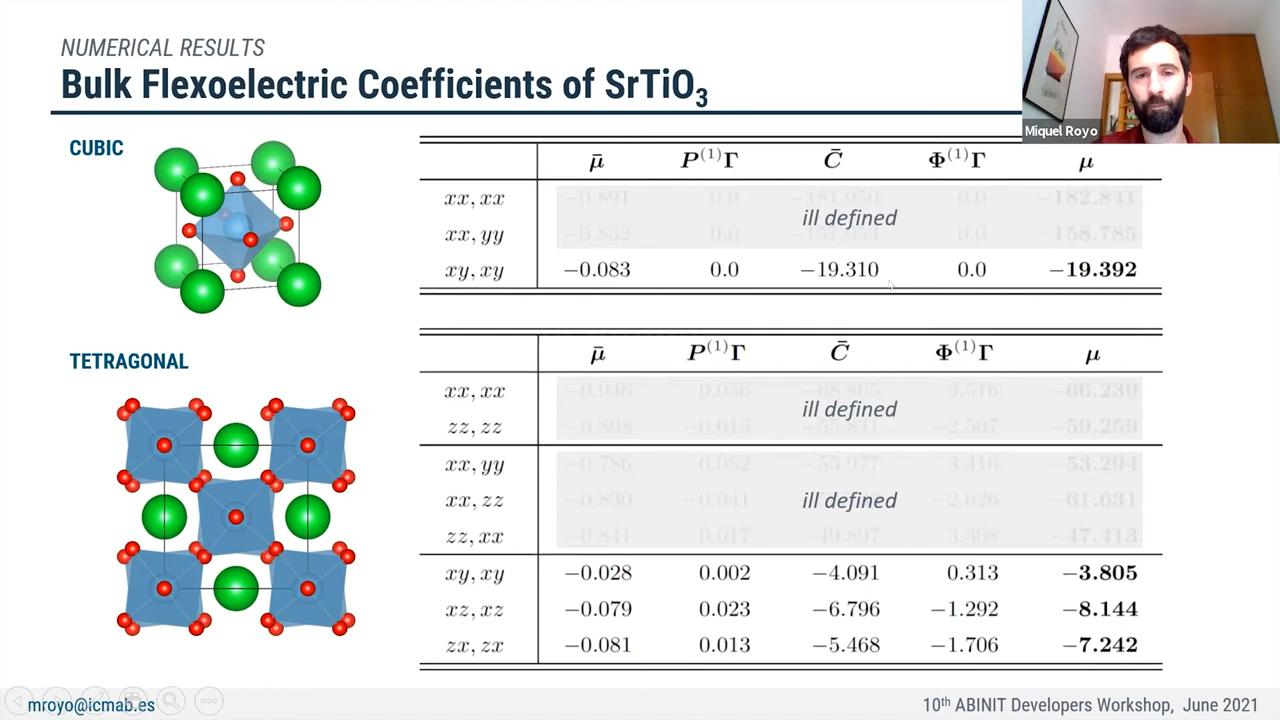 NUMERICAL RESULTS
Bulk Flexoelectric Coefficients of SrTiO₃
Miquel Royo
CUBIC
μ̄ P⁽¹⁾Γ C̄ Φ⁽¹⁾Γ μ
xx, xx
ill defined
xx, yy
xy, xy −0.083 0.0 −19.310 0.0 −19.392
TETRAGONAL
μ̄ P⁽¹⁾Γ C̄ Φ⁽¹⁾Γ μ
xx, xx
ill defined
zz, zz
xx, yy
xx, zz ill defined
zz, xx
xy, xy −0.028 0.002 −4.091 0.313 −3.805
xz, xz −0.079 0.023 −6.796 −1.292 −8.144
zx, zx −0.081 0.013 −5.468 −1.706 −7.242
mroyo@icmab.es
10ᵗʰ ABINIT Developers Workshop, June 2021